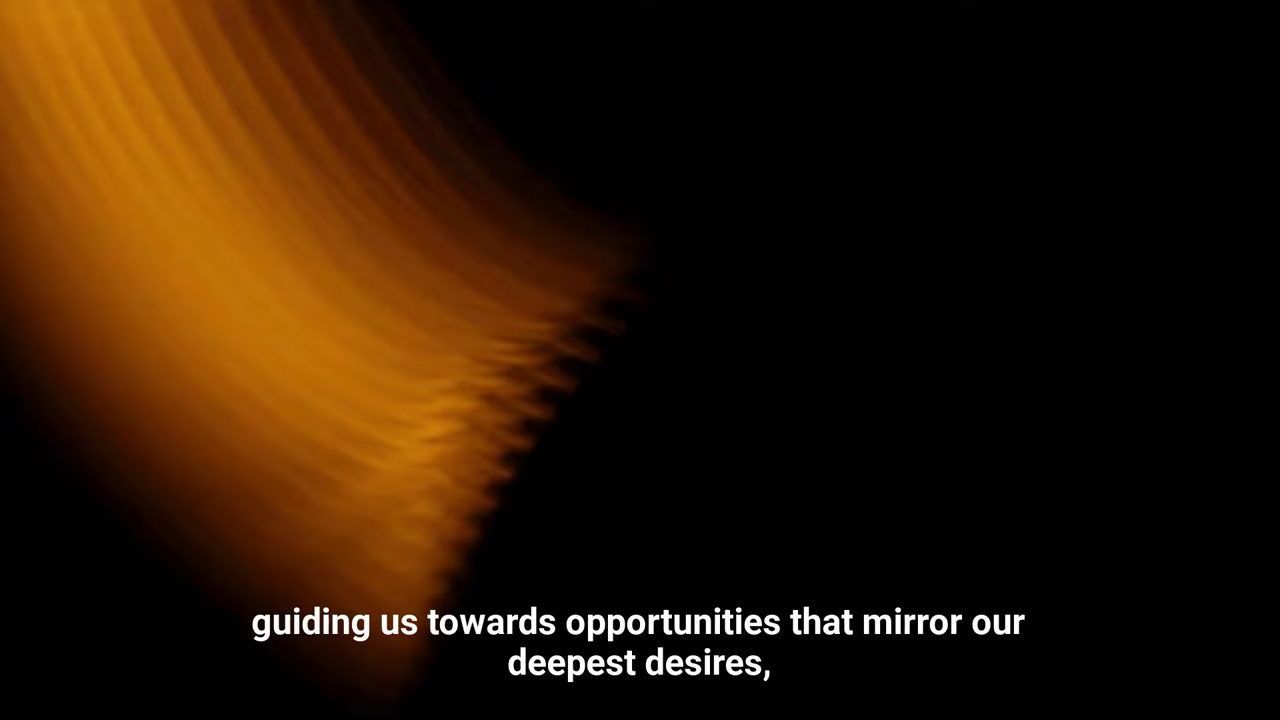 guiding us towards opportunities that mirror our
deepest desires,